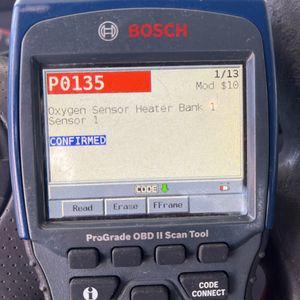 BOSCH
P0135
1/13
Mod $10
Oxygen Sensor Heater Bank 1
Sensor 1
CONFIRMED
CODE
Read Erase FFrame
ProGrade OBD II Scan Tool
CODE
CONNECT
i